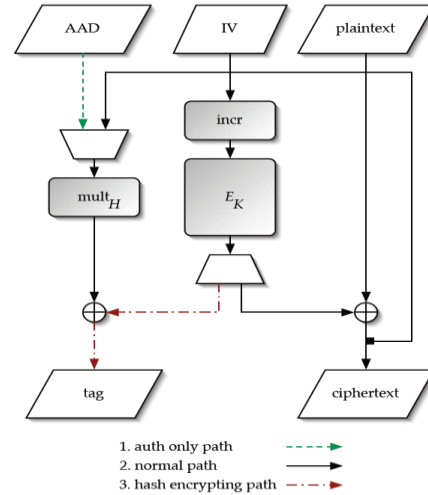 AAD IV plaintext
incr
mult_H E_K
tag ciphertext
1. auth only path
2. normal path
3. hash encrypting path